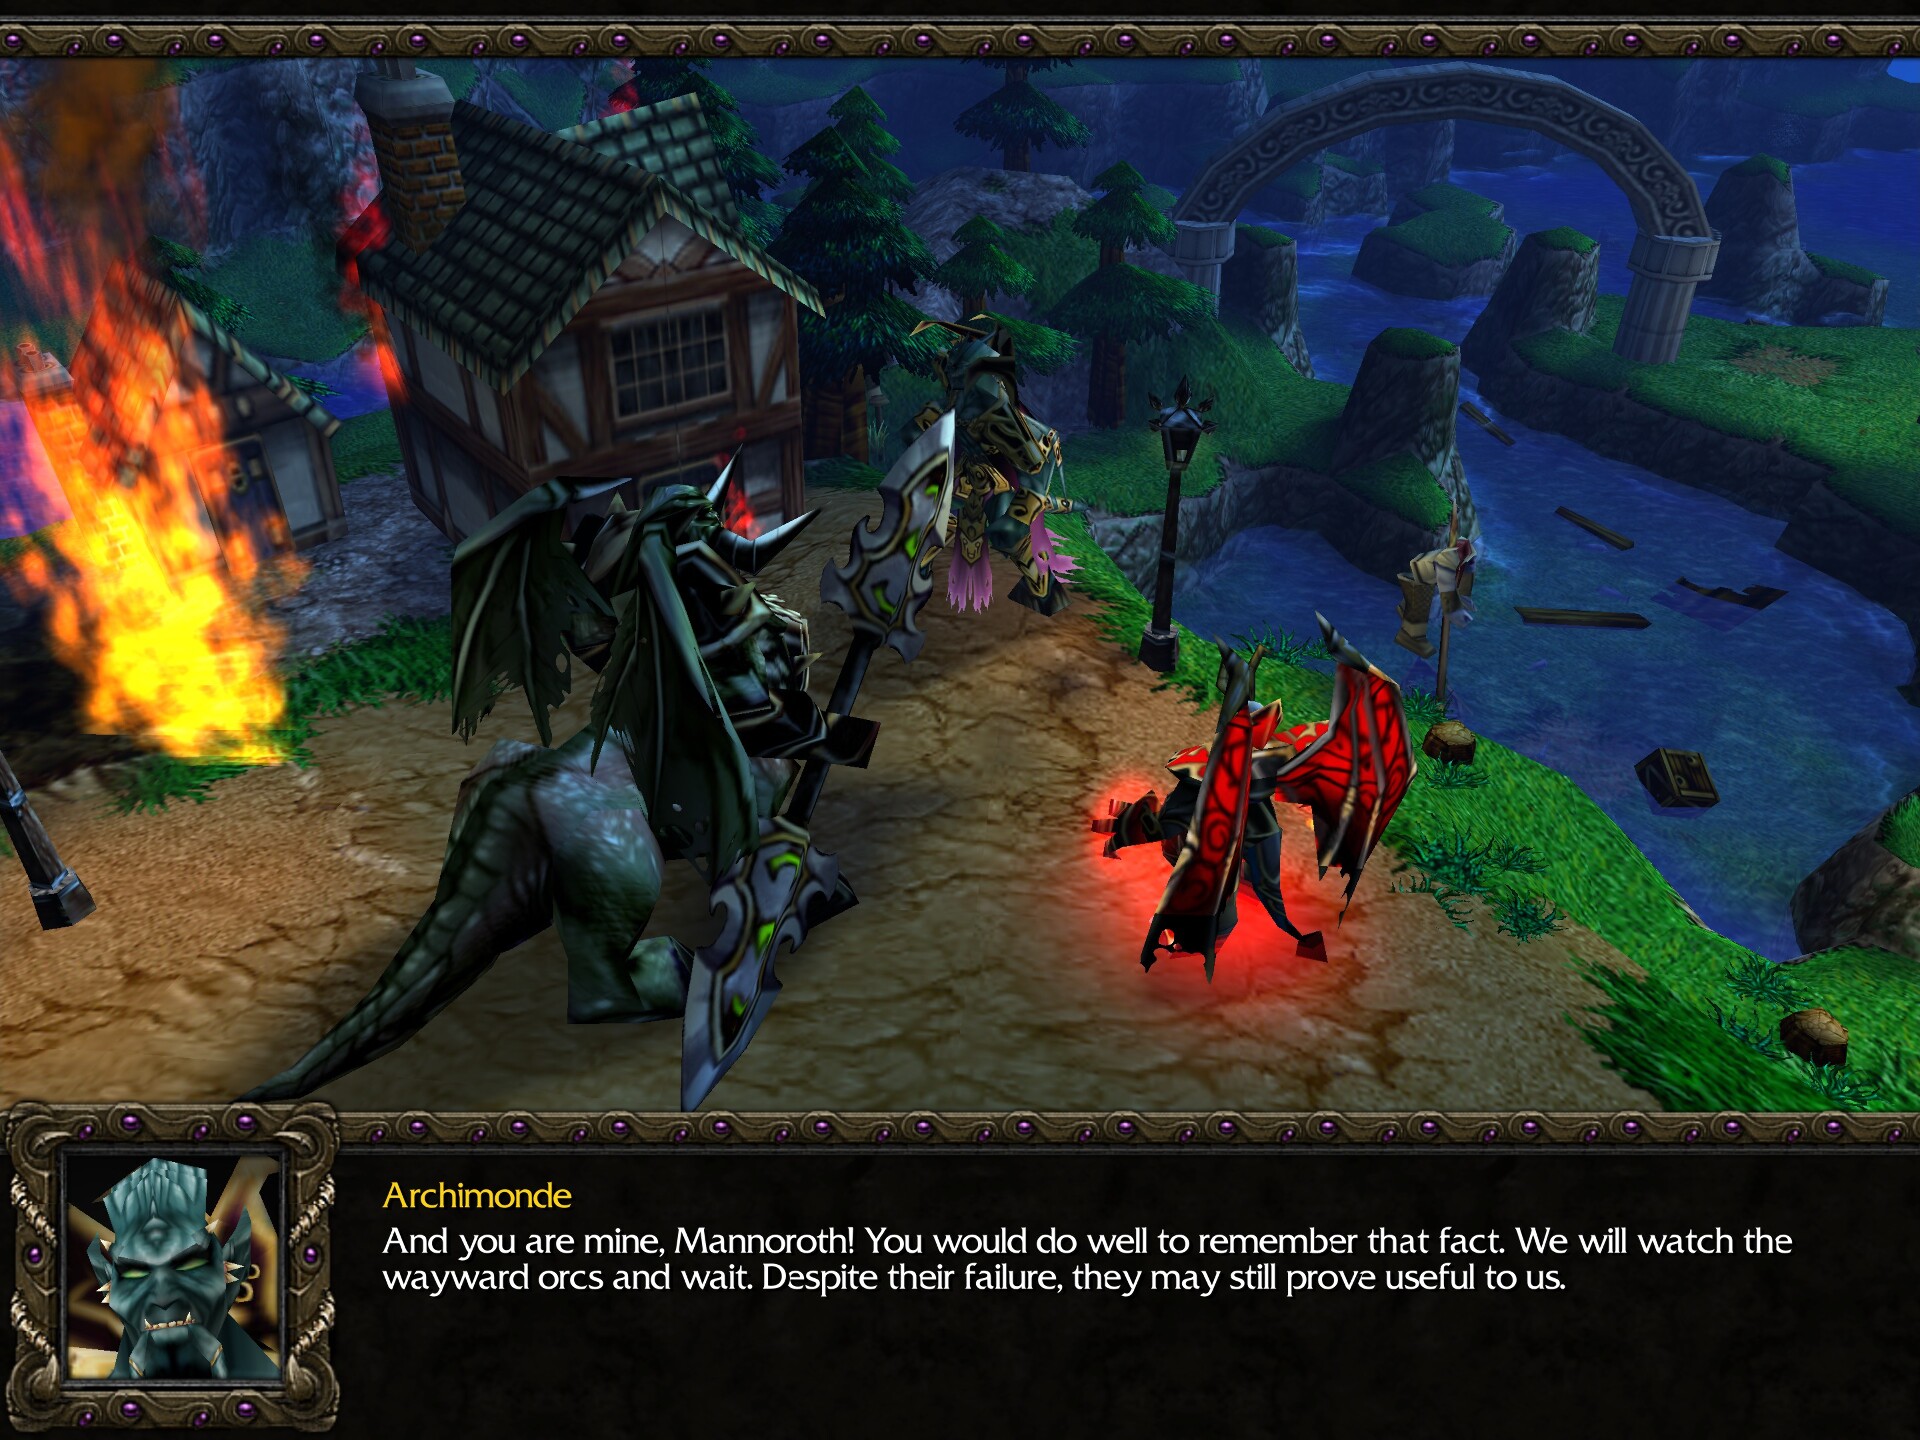 Archimonde
And you are mine, Mannoroth! You would do well to remember that fact. We will watch the
wayward orcs and wait. Despite their failure, they may still prove useful to us.